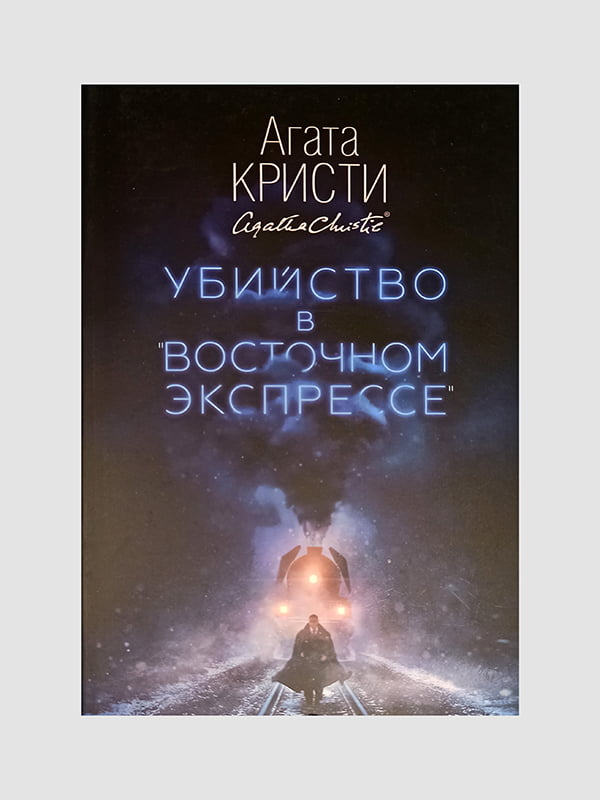 Агата
КРИСТИ
Agatha Christie®
УБИЙСТВО
В
"ВОСТОЧНОМ
ЭКСПРЕССЕ"